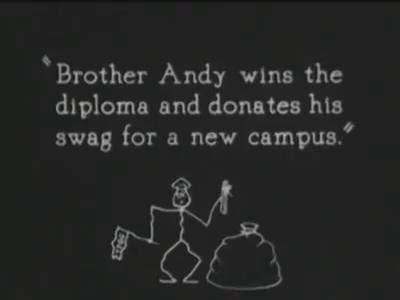 "Brother Andy wins the
diploma and donates his
swag for a new campus."